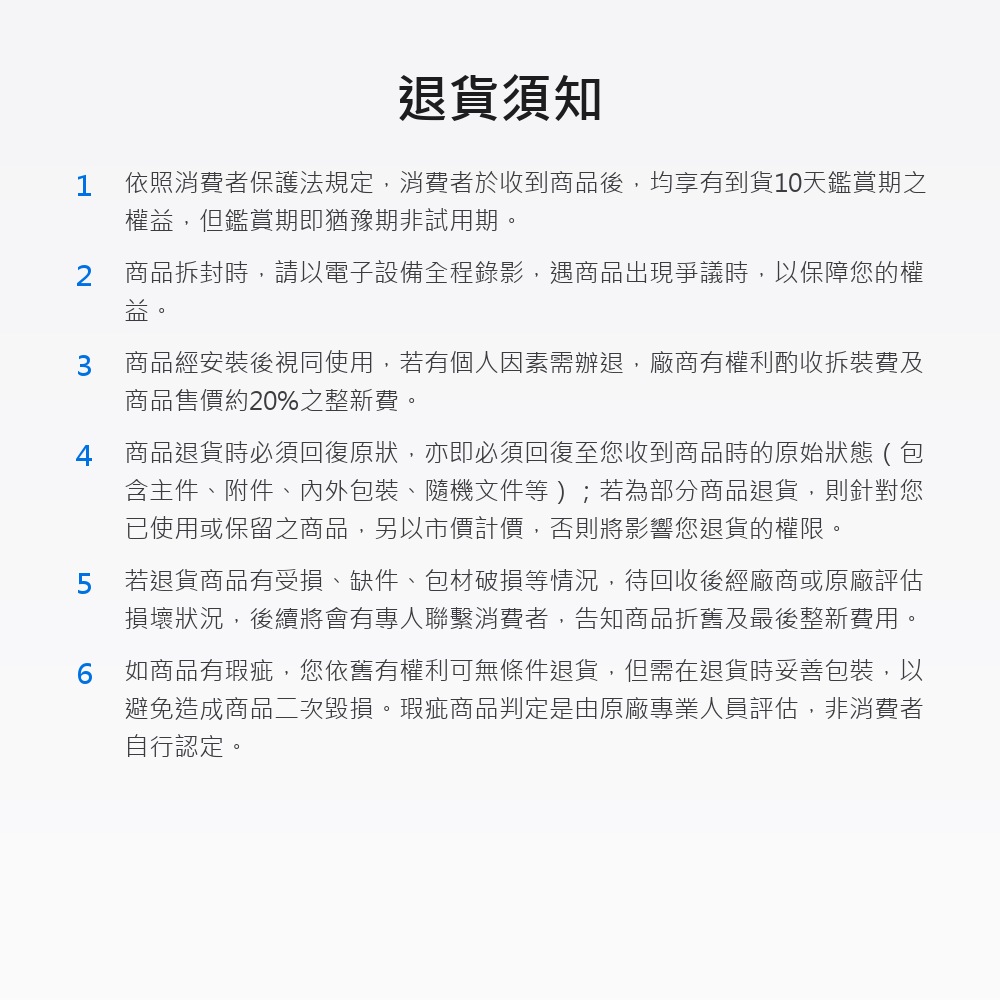 退貨須知
1 依照消費者保護法規定，消費者於收到商品後，均享有到貨10天鑑賞期之
權益，但鑑賞期即猶豫期非試用期。
2 商品拆封時，請以電子設備全程錄影，遇商品出現爭議時，以保障您的權
益。
3 商品經安裝後視同使用，若有個人因素需辦退，廠商有權利酌收拆裝費及
商品售價約20%之整新費。
4 商品退貨時必須回復原狀，亦即必須回復至您收到商品時的原始狀態（包
含主件、附件、內外包裝、隨機文件等）；若為部分商品退貨，則針對您
已使用或保留之商品，另以市價計價，否則將影響您退貨的權限。
5 若退貨商品有受損、缺件、包材破損等情況，待回收後經廠商或原廠評估
損壞狀況，後續將會有專人聯繫消費者，告知商品折舊及最後整新費用。
6 如商品有瑕疵，您依舊有權利可無條件退貨，但需在退貨時妥善包裝，以
避免造成商品二次毀損。瑕疵商品判定是由原廠專業人員評估，非消費者
自行認定。